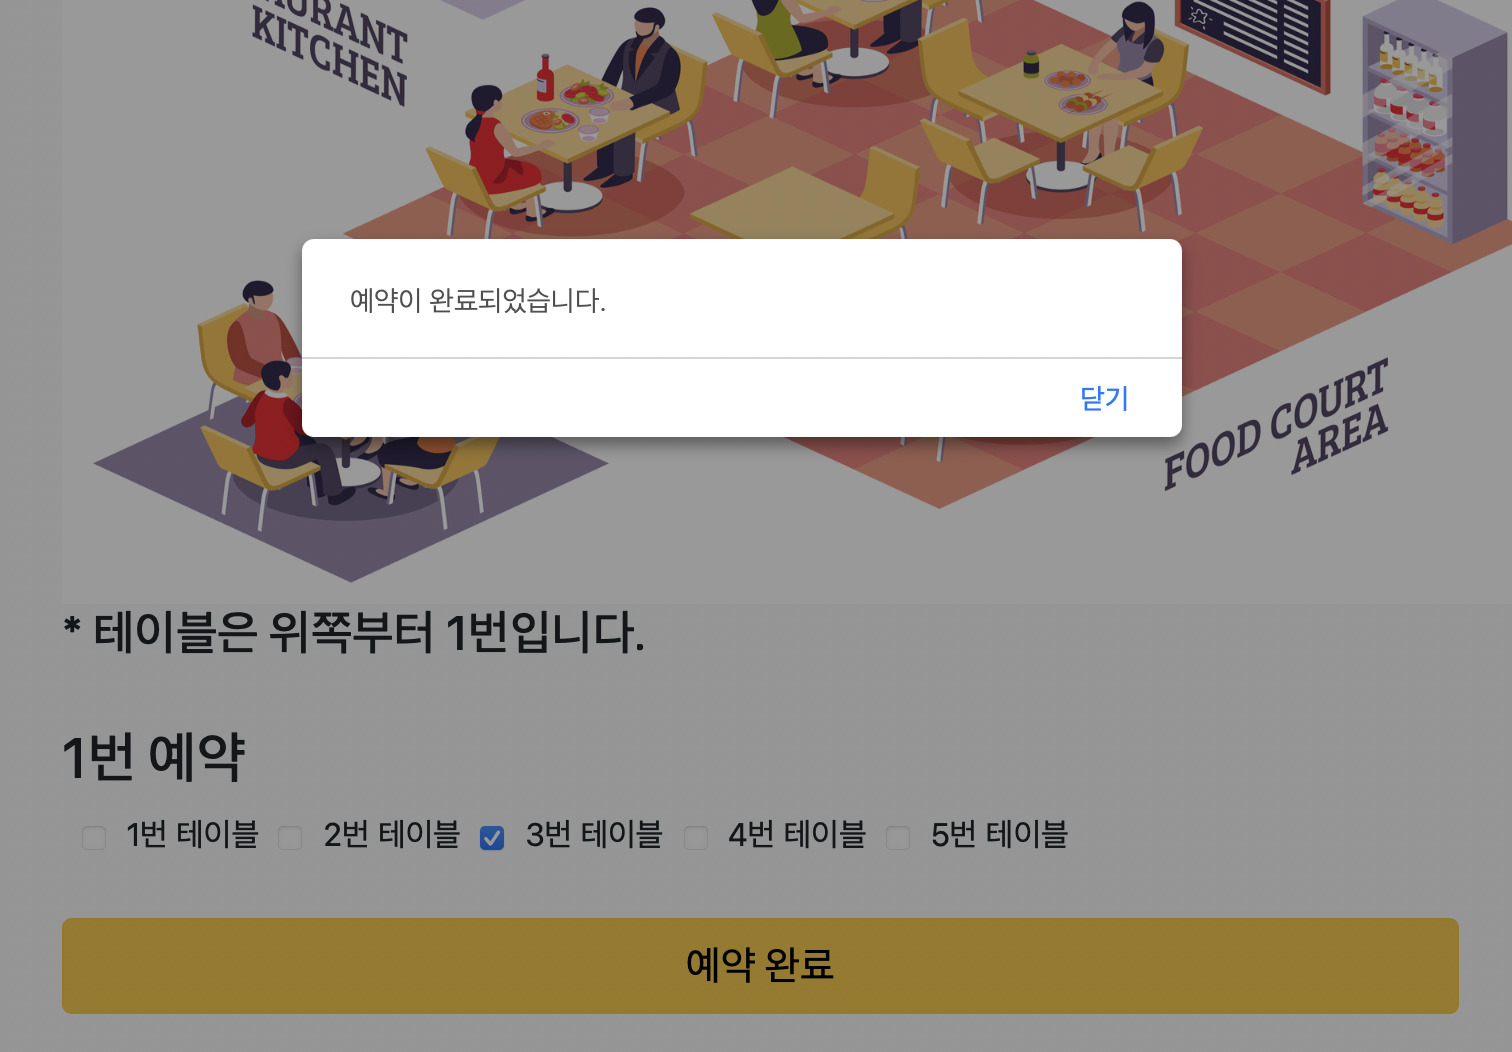 KITCHEN
예약이 완료되었습니다.
닫기
FOOD COURT
AREA
* 테이블은 위쪽부터 1번입니다.
1번 예약
1번 테이블 2번 테이블 3번 테이블 4번 테이블 5번 테이블
예약 완료